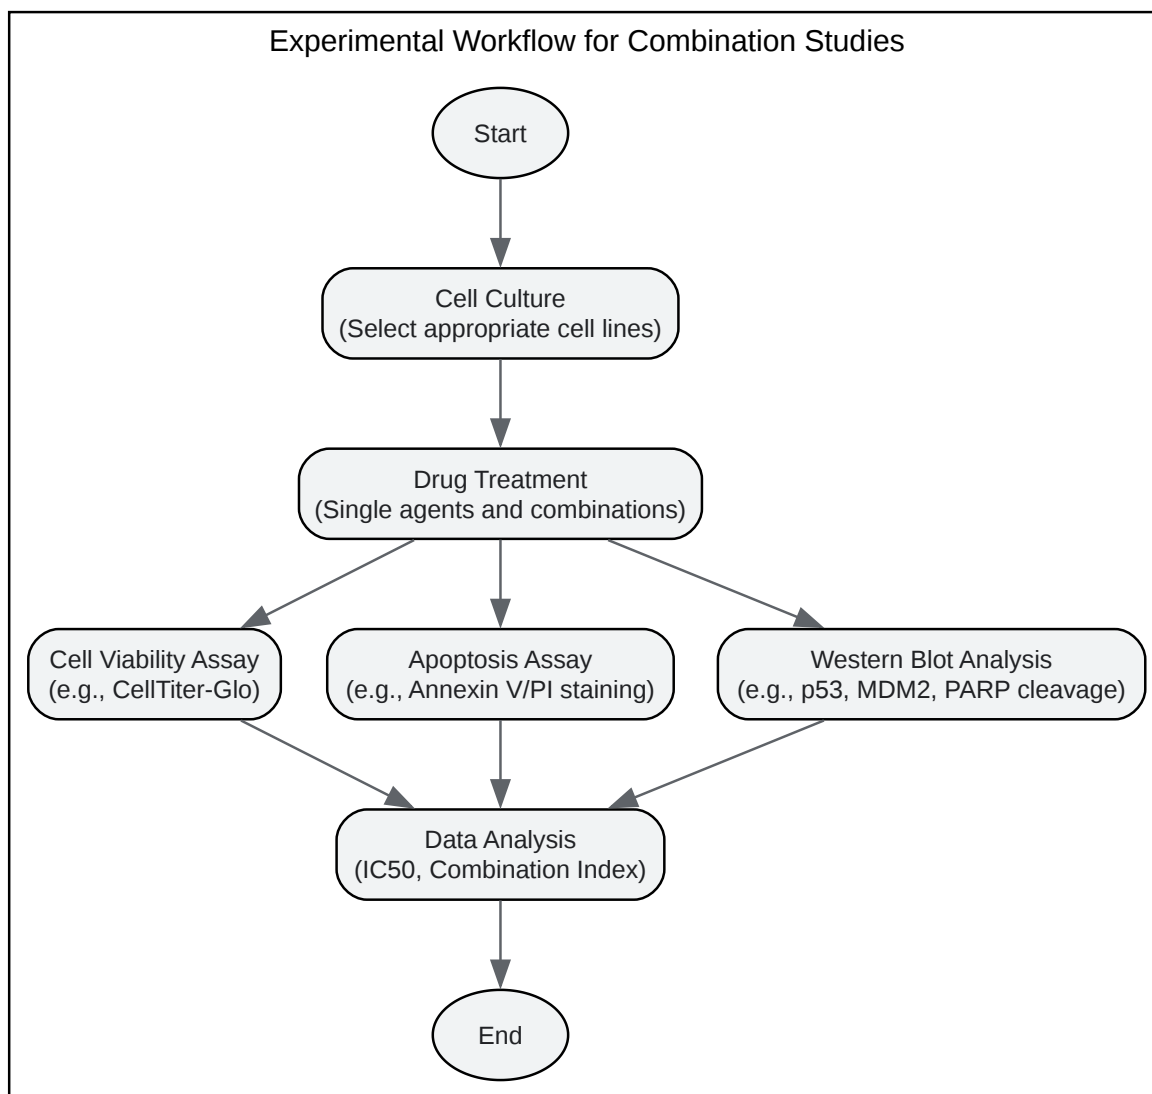 Experimental Workflow for Combination Studies
Start
Cell Culture
(Select appropriate cell lines)
Drug Treatment
(Single agents and combinations)
Cell Viability Assay
(e.g., CellTiter-Glo)
Apoptosis Assay
(e.g., Annexin V/PI staining)
Western Blot Analysis
(e.g., p53, MDM2, PARP cleavage)
Data Analysis
(IC50, Combination Index)
End